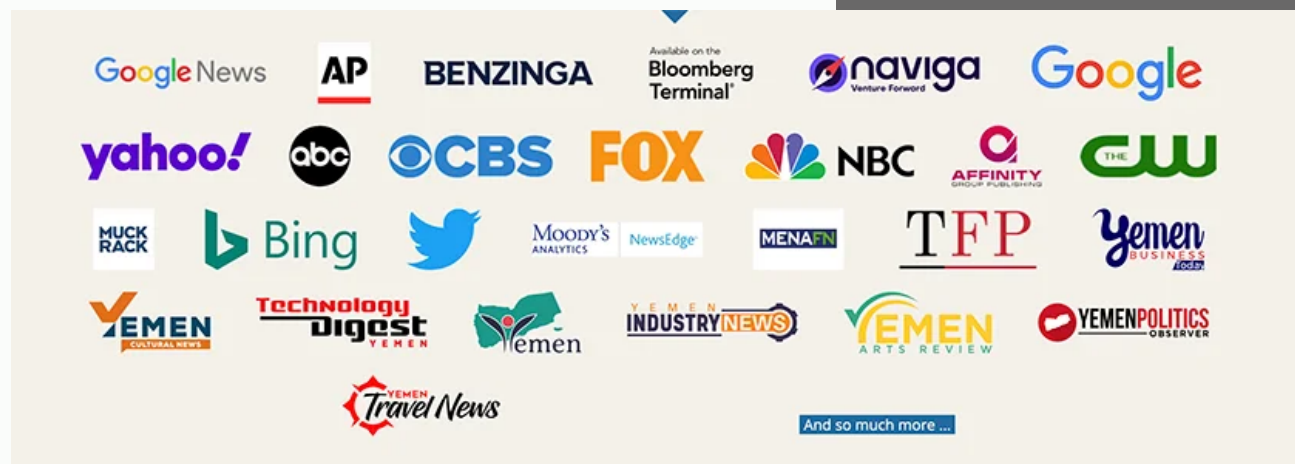 Google News
AP
BENZINGA
Available on the
Bloomberg
Terminal®
naviga
Venture Forward
Google
yahoo!
abc
CBS
FOX
NBC
AFFINITY
GROUP PUBLISHING
THE CW
MUCK
RACK
Bing
MOODY'S
ANALYTICS
NewsEdge
MENAFN
TFP
Yemen
BUSINESS
Today
YEMEN
CULTURAL NEWS
Technology
Digest
YEMEN
Yemen
YEMEN
INDUSTRY NEWS
YEMEN
ARTS REVIEW
YEMENPOLITICS
OBSERVER
YEMEN
Travel News
And so much more ...